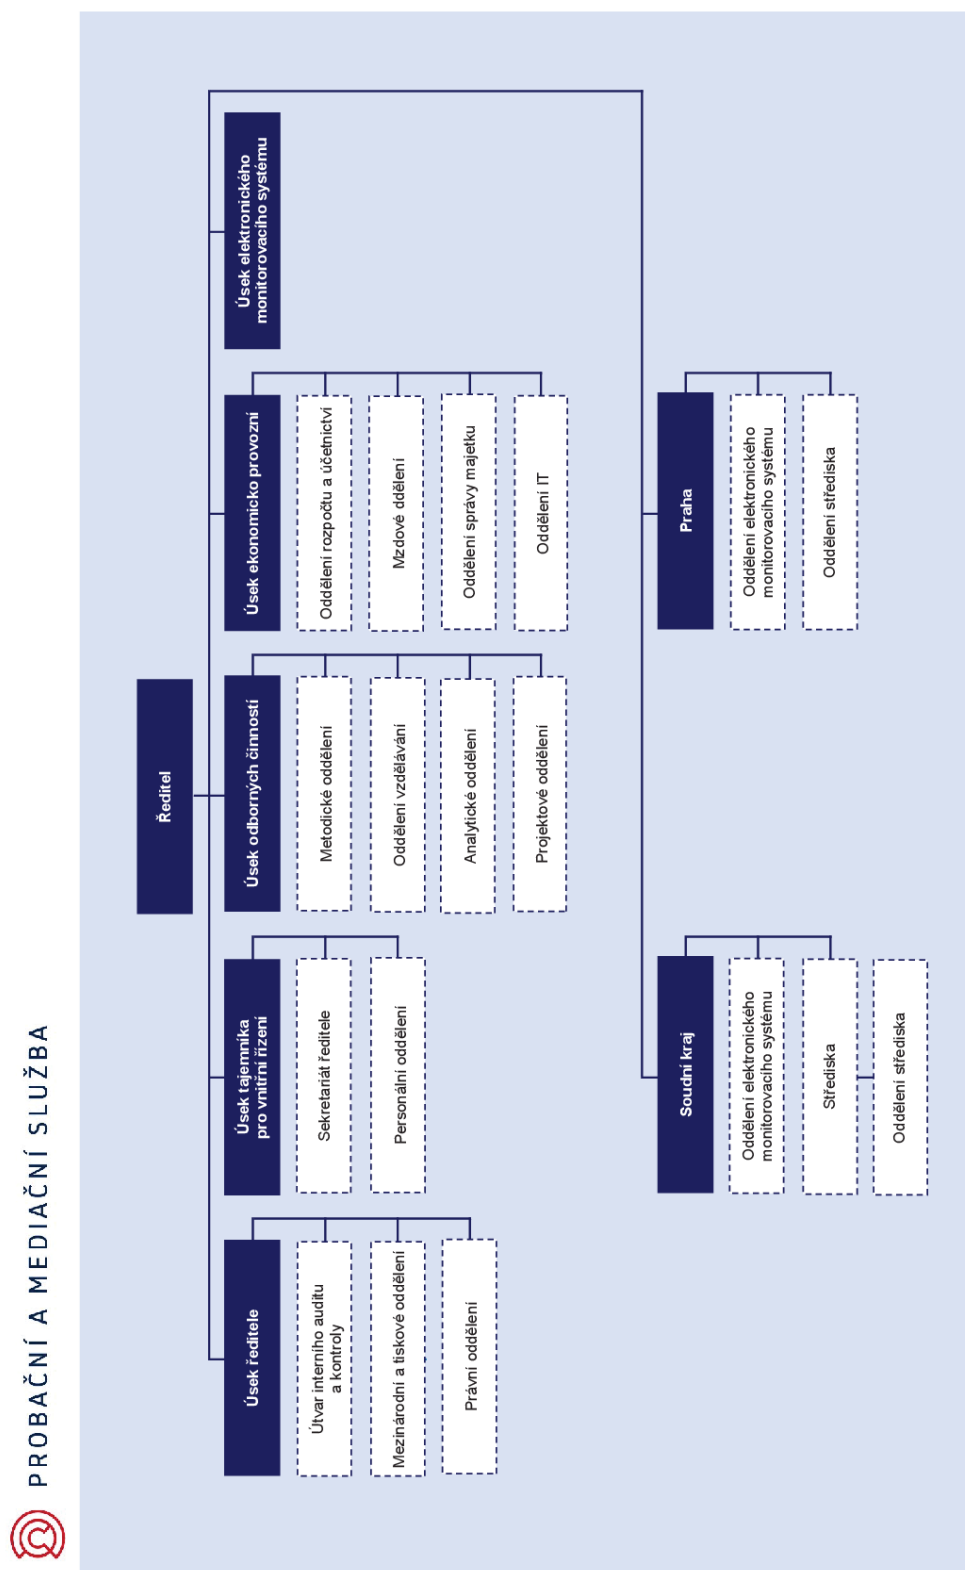 PROBAČNÍ A MEDIAČNÍ SLUŽBA
Ředitel
Úsek ředitele
Útvar interního auditu
a kontroly
Mezinárodní a tiskové oddělení
Právní oddělení
Úsek tajemníka
pro vnitřní řízení
Sekretariát ředitele
Personální oddělení
Úsek odborných činností
Metodické oddělení
Oddělení vzdělávání
Analytické oddělení
Projektové oddělení
Úsek ekonomicko provozní
Oddělení rozpočtu a účetnictví
Mzdové ddělení
Oddělení správy majetku
Oddělení IT
Úsek elektronického
monitorovacího systému
Soudní kraj
Oddělení elektronického
monitorovacího systému
Střediska
Oddělení střediska
Praha
Oddělení elektronického
monitorovacího systému
Oddělení střediska